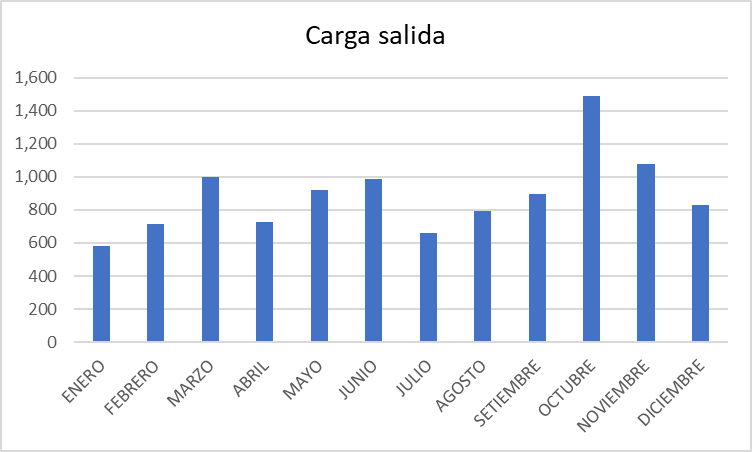 Carga salida
1,600
1,400
1,200
1,000
800
600
400
200
0
ENERO
FEBRERO
MARZO
ABRIL
MAYO
JUNIO
JULIO
AGOSTO
SETIEMBRE
OCTUBRE
NOVIEMBRE
DICIEMBRE